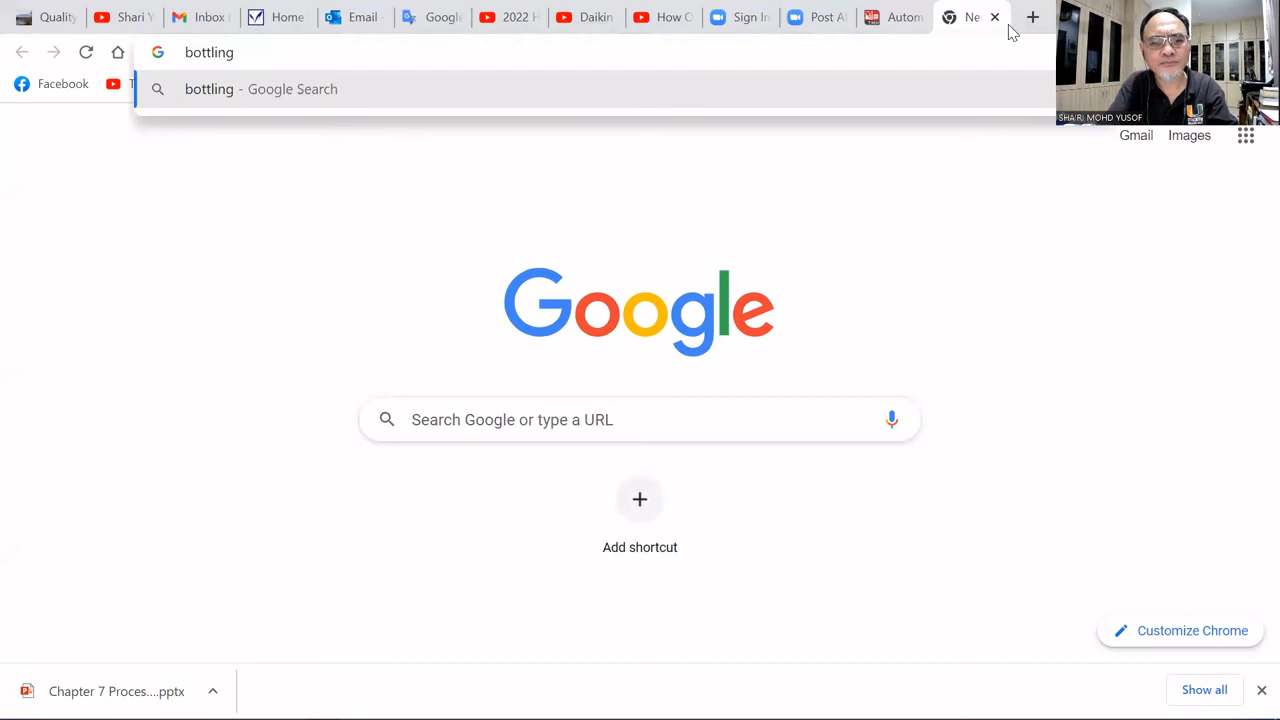 Quality
Shari Y
Inbox (
Home
Email -
Google
2022 H
Daikin
How O
Sign In
Post At
Autom
Ne
bottling
Facebook
bottling - Google Search
SHA'RI MOHD YUSOF
Gmail
Images
Google
Search Google or type a URL
Add shortcut
Customize Chrome
Chapter 7 Proces....pptx
Show all